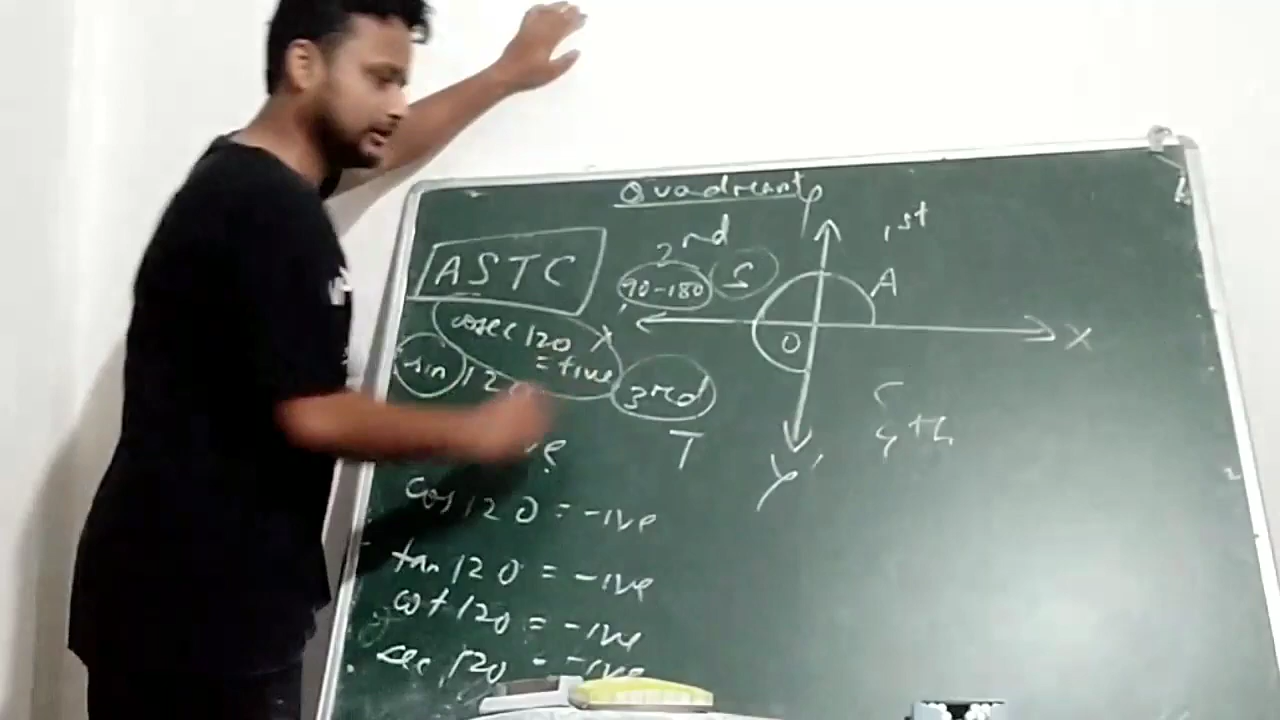 Quadrant
ASTC
2nd
90-180
S
y
1st
A
x
O
cosec 120
= +ive
sin 120
3rd
T
4th
y'
ve
cos 120 = -ive
tan 120 = -ive
cot 120 = -ive
sec 120 = -ive